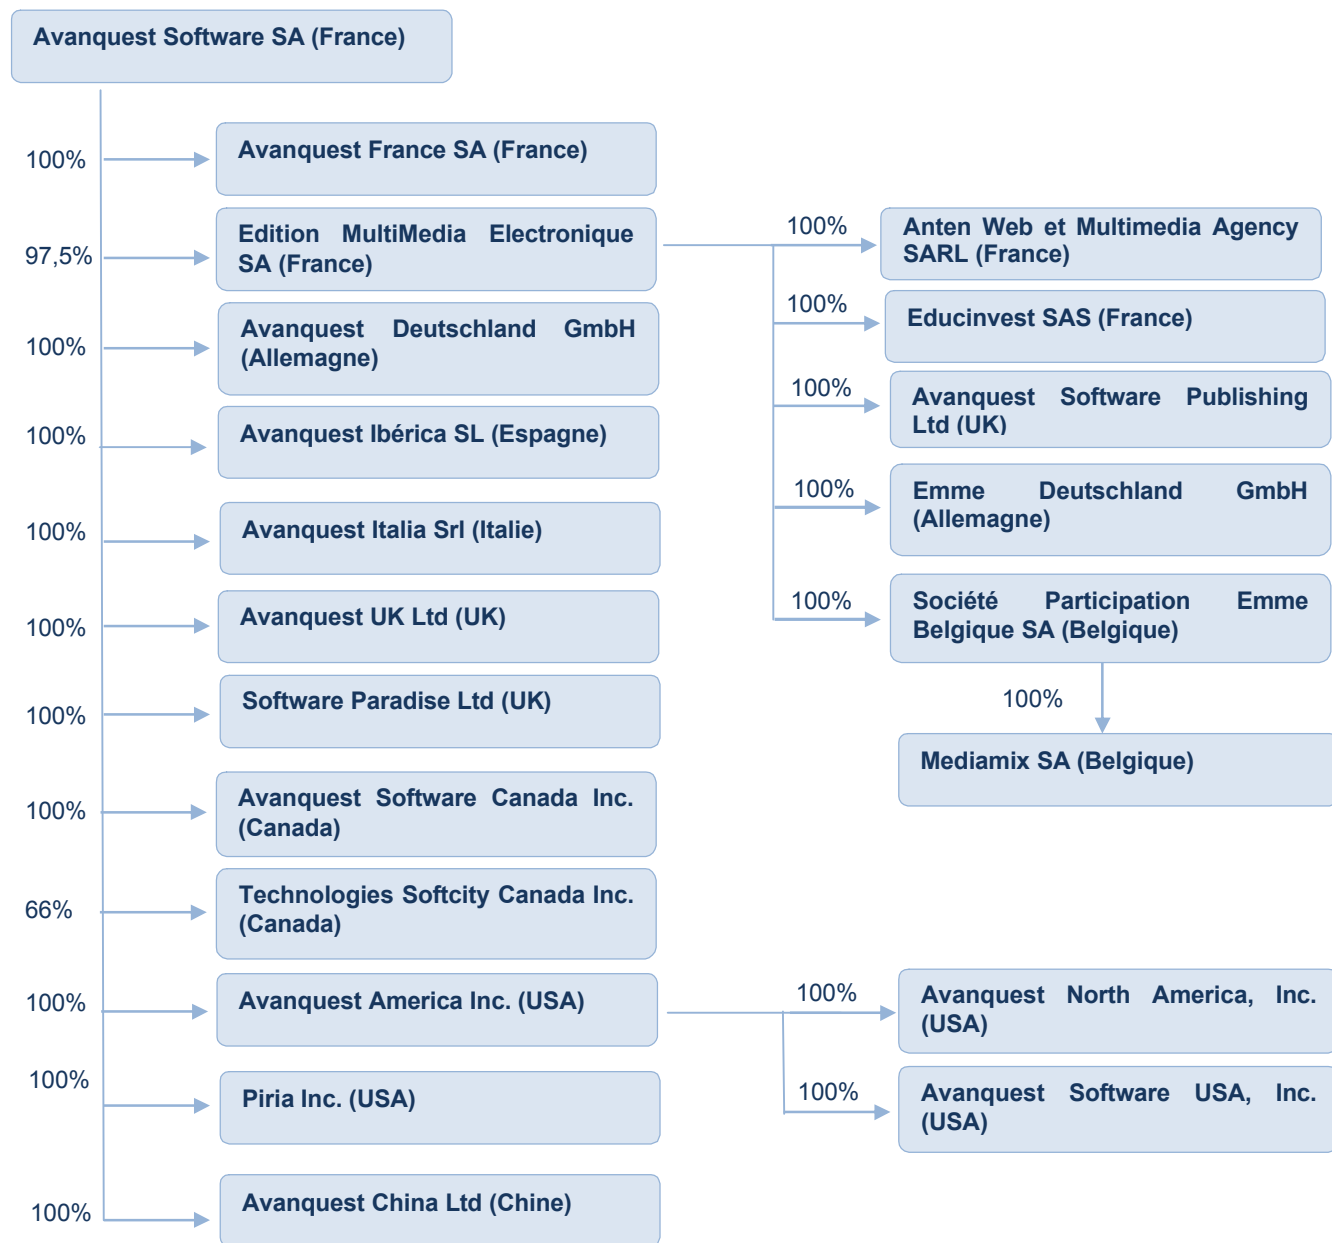 Avanquest Software SA (France)
100%
Avanquest France SA (France)
97,5%
Edition MultiMedia Electronique
SA (France)
100%
Anten Web et Multimedia Agency
SARL (France)
100%
Educinvest SAS (France)
100%
Avanquest Deutschland GmbH
(Allemagne)
100%
Avanquest Software Publishing
Ltd (UK)
100%
Avanquest Ibérica SL (Espagne)
100%
Emme Deutschland GmbH
(Allemagne)
100%
Avanquest Italia Srl (Italie)
100%
Société Participation Emme
Belgique SA (Belgique)
100%
Avanquest UK Ltd (UK)
100%
Software Paradise Ltd (UK)
100%
Mediamix SA (Belgique)
100%
Avanquest Software Canada Inc.
(Canada)
66%
Technologies Softcity Canada Inc.
(Canada)
100%
Avanquest America Inc. (USA)
100%
Avanquest North America, Inc.
(USA)
100%
Piria Inc. (USA)
100%
Avanquest Software USA, Inc.
(USA)
100%
Avanquest China Ltd (Chine)